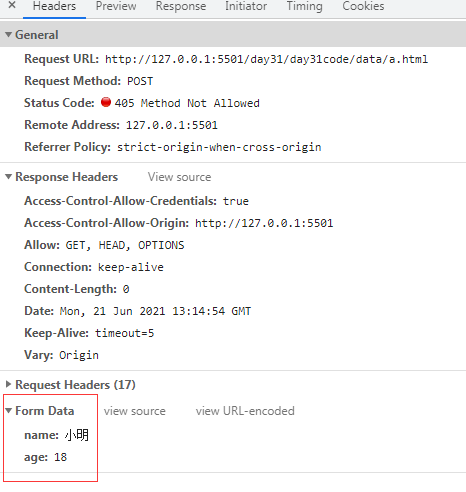 × Headers Preview Response Initiator Timing Cookies
▼ General
Request URL: http://127.0.0.1:5501/day31/day31code/data/a.html
Request Method: POST
Status Code: 405 Method Not Allowed
Remote Address: 127.0.0.1:5501
Referrer Policy: strict-origin-when-cross-origin
▼ Response Headers View source
Access-Control-Allow-Credentials: true
Access-Control-Allow-Origin: http://127.0.0.1:5501
Allow: GET, HEAD, OPTIONS
Connection: keep-alive
Content-Length: 0
Date: Mon, 21 Jun 2021 13:14:54 GMT
Keep-Alive: timeout=5
Vary: Origin
▶ Request Headers (17)
▼ Form Data view source view URL-encoded
name: 小明
age: 18